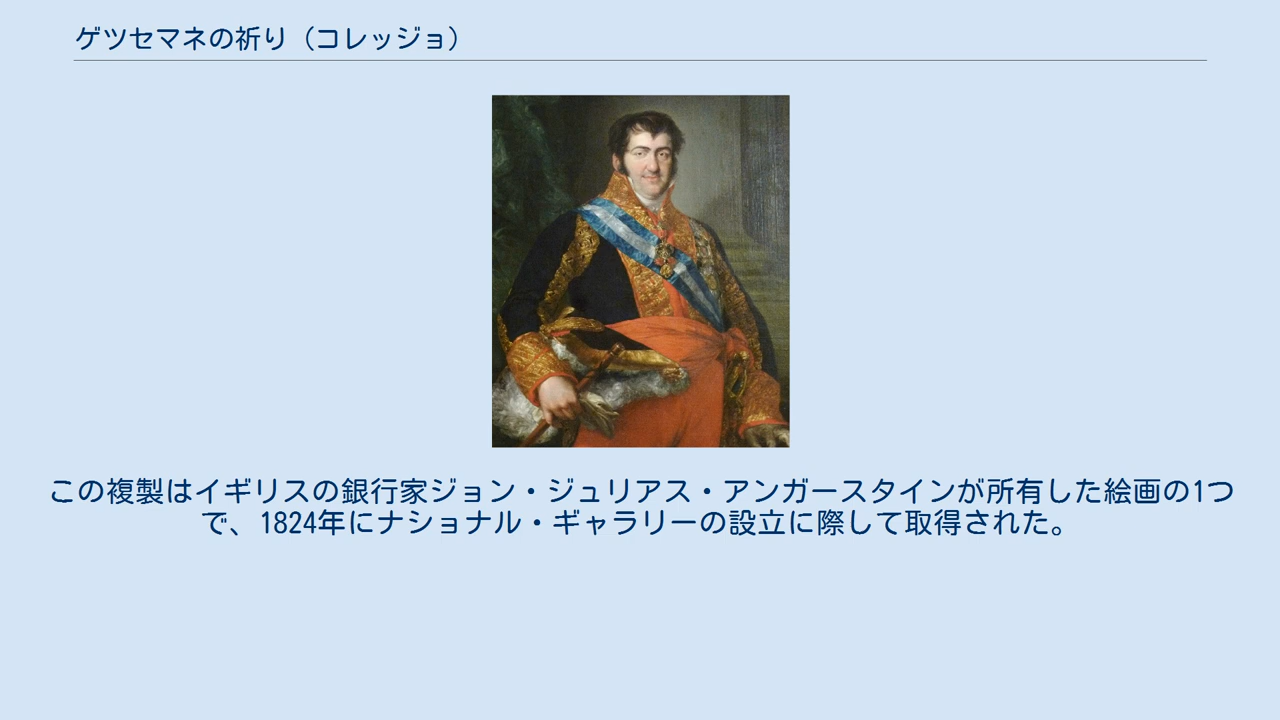 ゲツセマネの祈り（コレッジョ）
この複製はイギリスの銀行家ジョン・ジュリアス・アンガースタインが所有した絵画の1つ
で、1824年にナショナル・ギャラリーの設立に際して取得された。